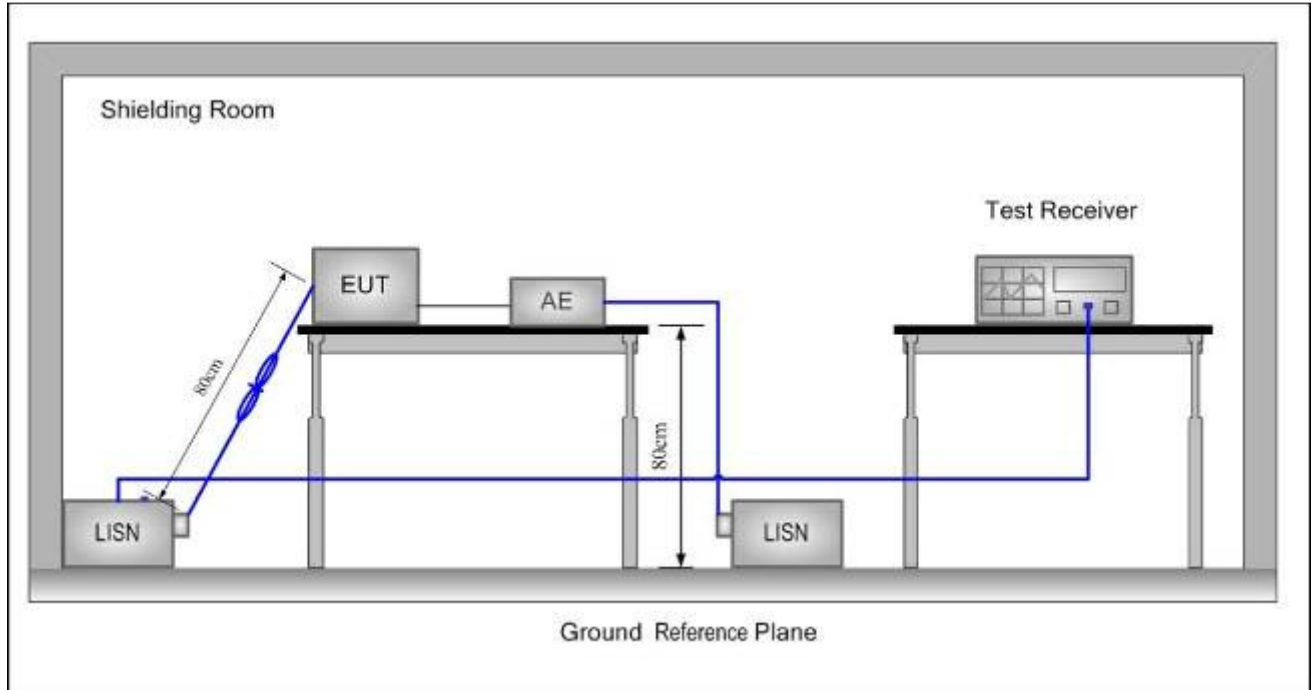 Shielding Room
Test Receiver
EUT
AE
80cm
80cm
LISN
LISN
Ground Reference Plane